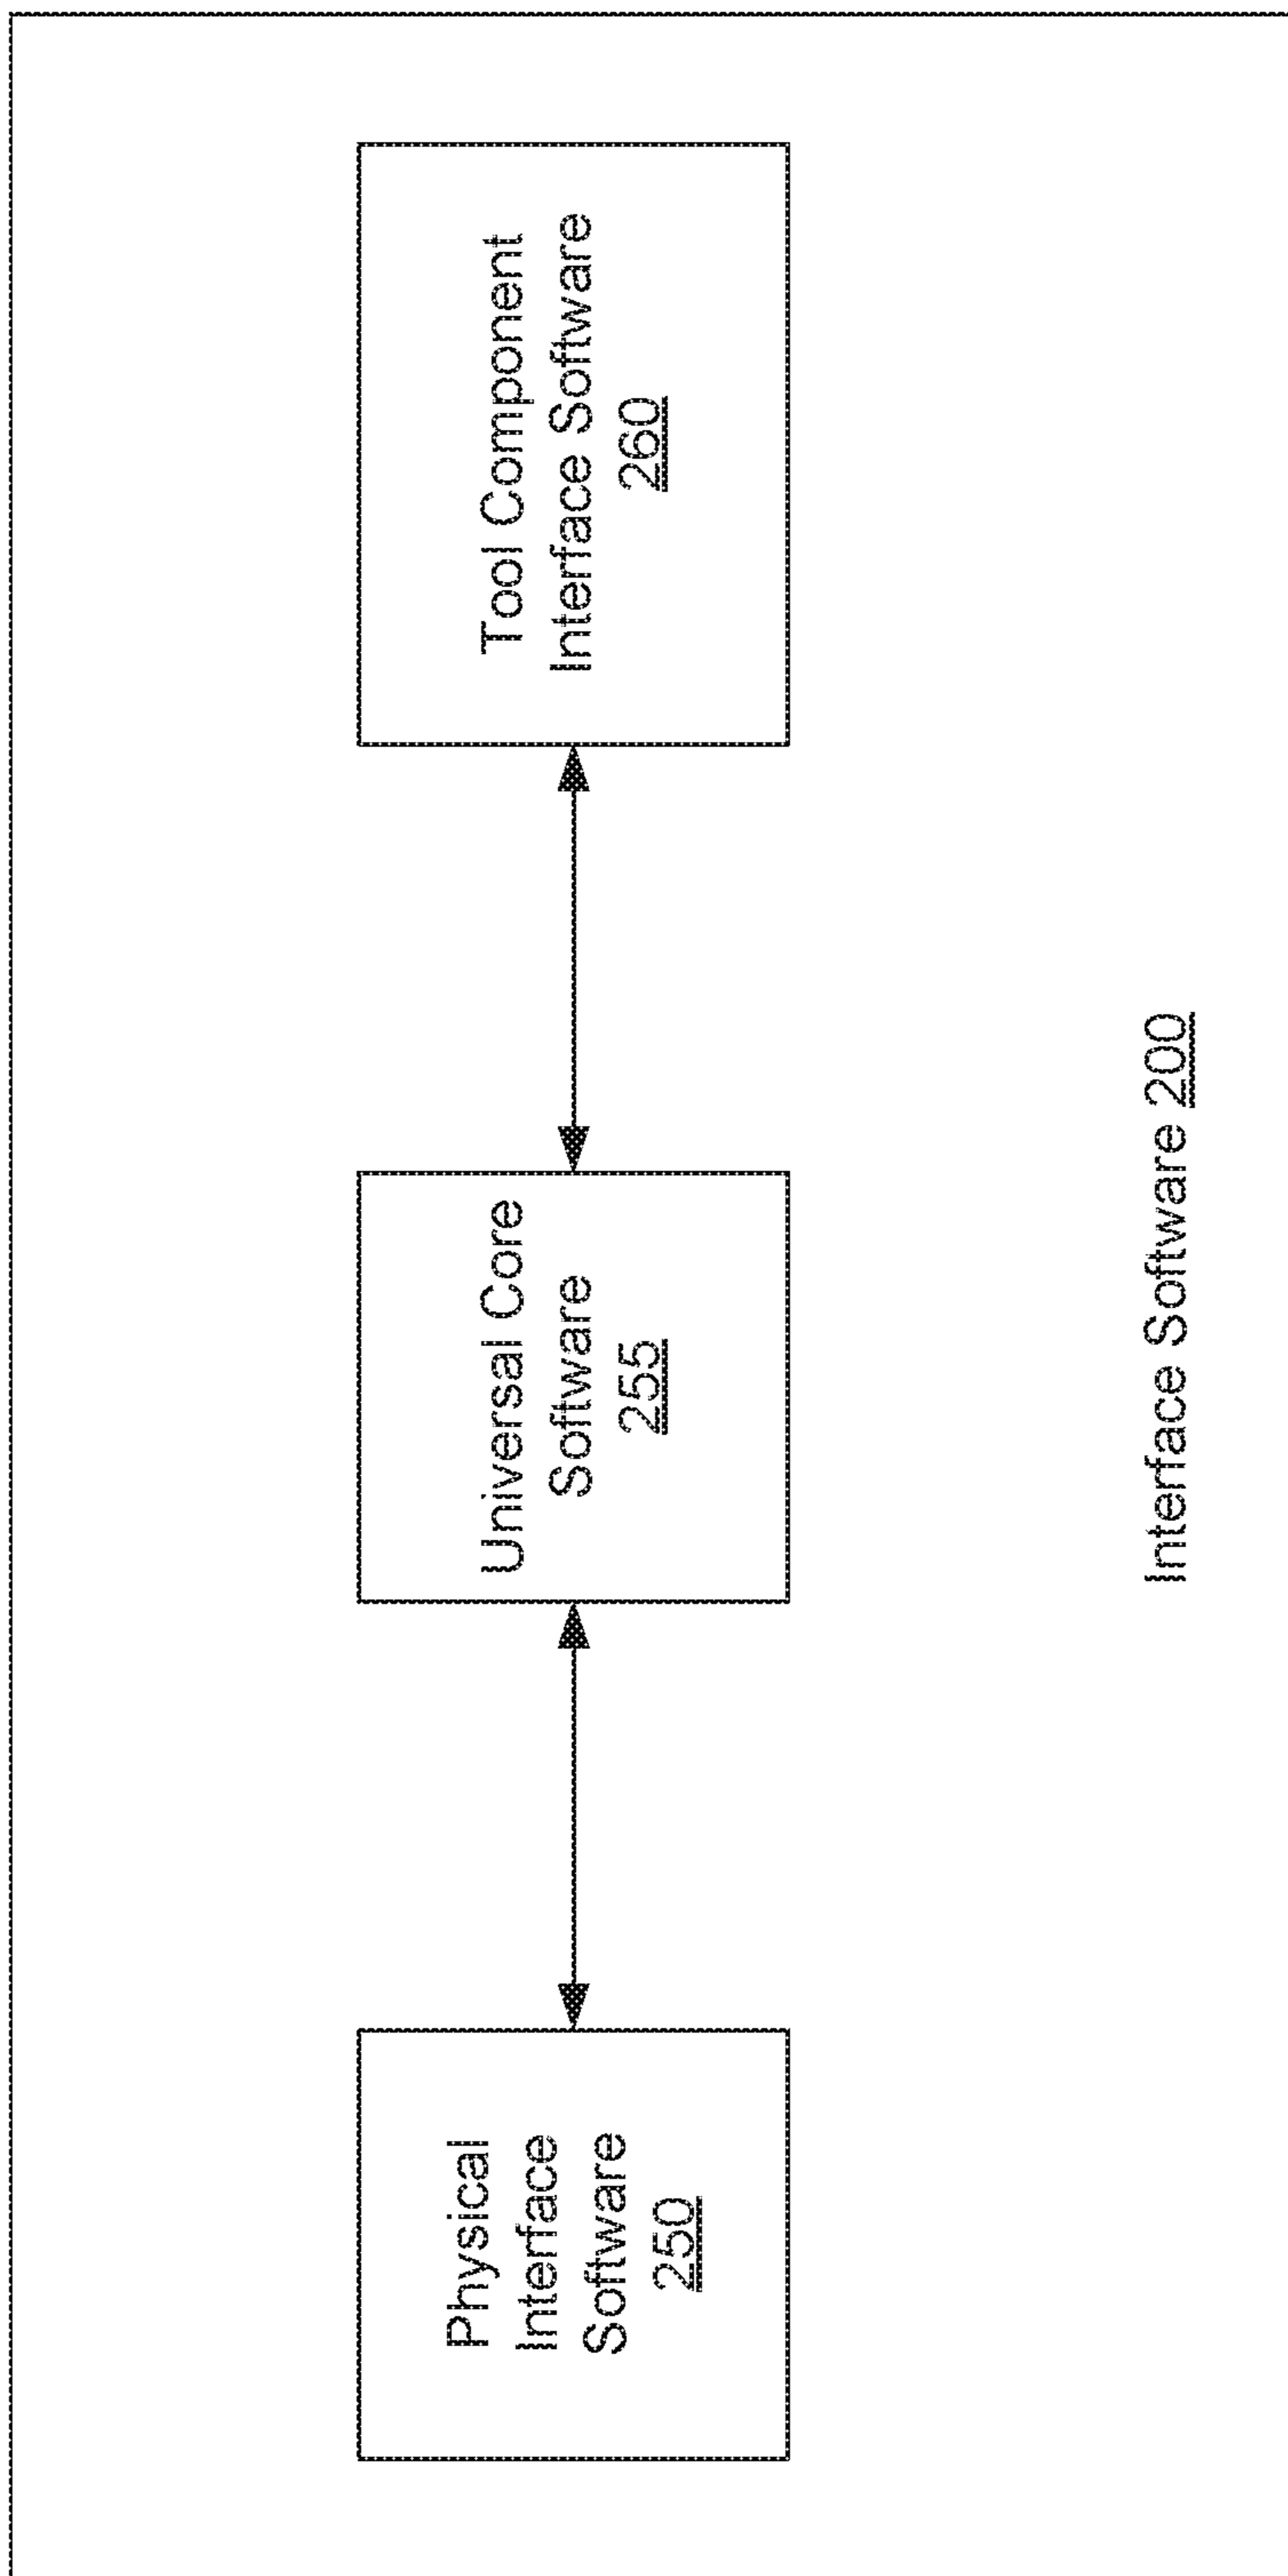 Physical
Interface
Software
250
Universal Core
Software
255
Tool Component
Interface Software
260
Interface Software 200